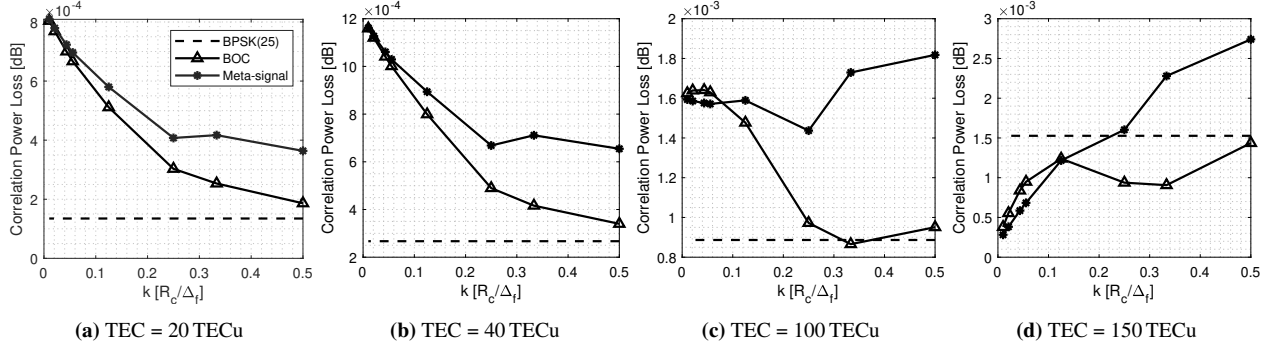 8 ×10⁻⁴
6
4
2
0
Correlation Power Loss [dB]
BPSK(25)
BOC
Meta-signal
0 0.1 0.2 0.3 0.4 0.5
k [R_c/Δ_f]
(a) TEC = 20 TECu
12 ×10⁻⁴
10
8
6
4
2
Correlation Power Loss [dB]
0 0.1 0.2 0.3 0.4 0.5
k [R_c/Δ_f]
(b) TEC = 40 TECu
2 ×10⁻³
1.8
1.6
1.4
1.2
1
0.8
Correlation Power Loss [dB]
0 0.1 0.2 0.3 0.4 0.5
k [R_c/Δ_f]
(c) TEC = 100 TECu
3 ×10⁻³
2.5
2
1.5
1
0.5
0
Correlation Power Loss [dB]
0 0.1 0.2 0.3 0.4 0.5
k [R_c/Δ_f]
(d) TEC = 150 TECu